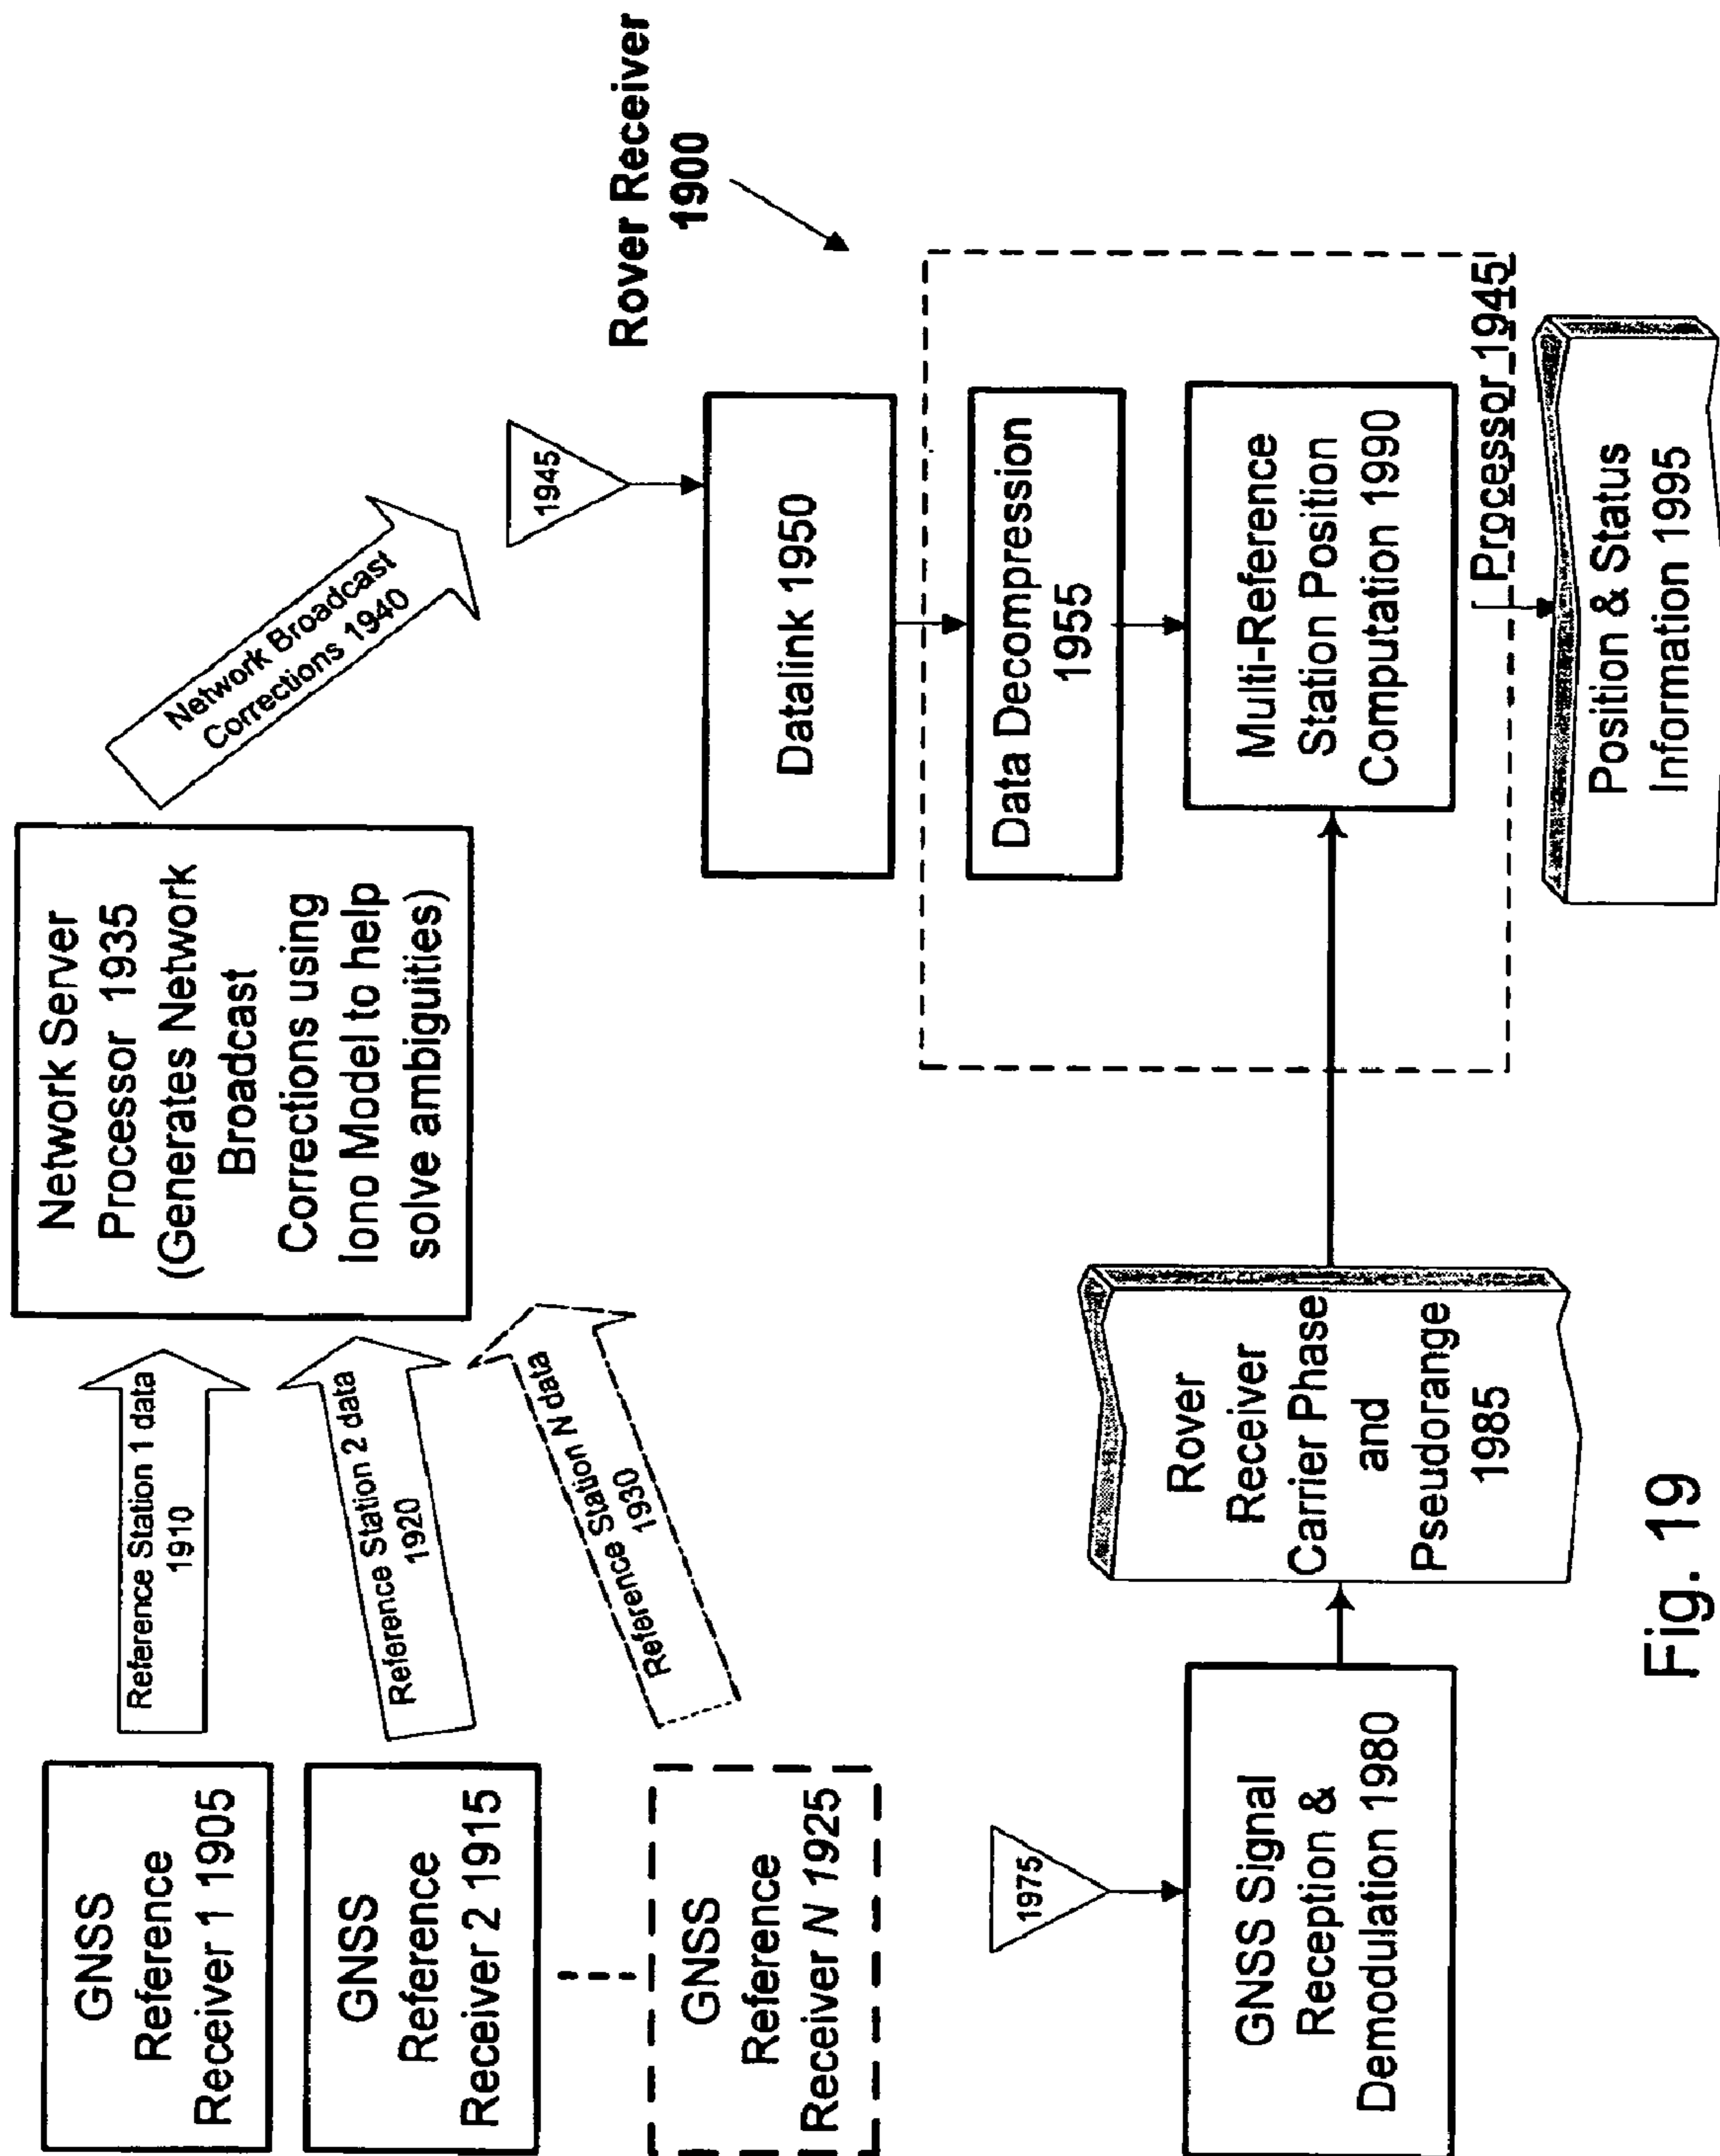 GNSS
Reference
Receiver 1 1905
Reference Station 1 data
1910
GNSS
Reference
Receiver 2 1915
Reference Station 2 data
1920
GNSS
Reference
Receiver N 1925
Reference Station N data
1930
Network Server
Processor 1935
(Generates Network
Broadcast
Corrections using
Iono Model to help
solve ambiguities)
Network Broadcast
Corrections 1940
Rover Receiver
1900
1945
Datalink 1950
Data Decompression
1955
Multi-Reference
Station Position
Computation 1990
Processor 1945
Position & Status
Information 1995
1975
GNSS Signal
Reception &
Demodulation 1980
Rover
Receiver
Carrier Phase
and
Pseudorange
1985
Fig. 19